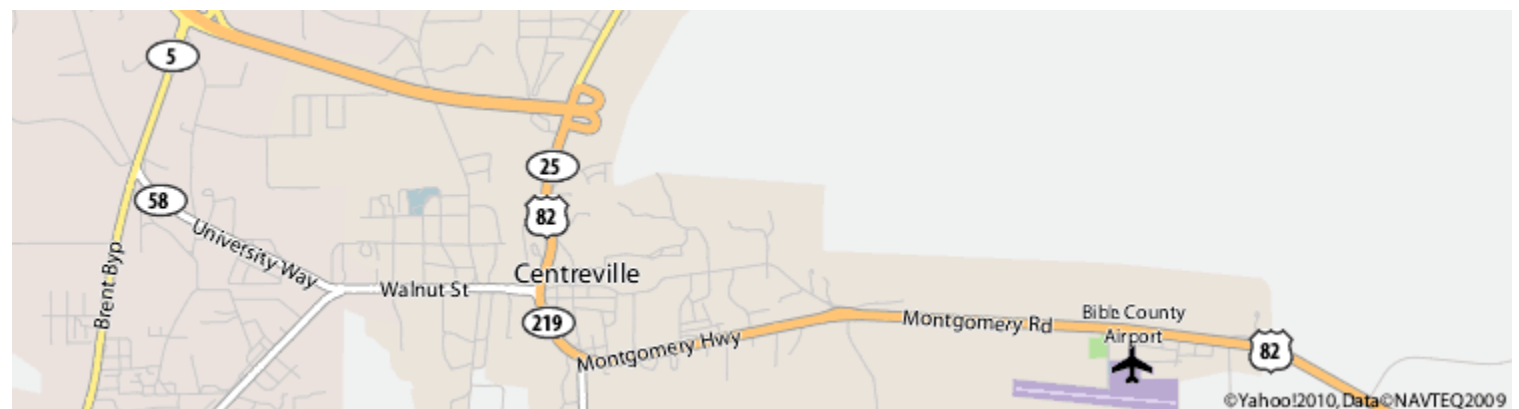 5
25
58
82
University Way
Brent Byp
Centreville
Walnut St
219
Montgomery Hwy
Montgomery Rd
Bibb County
Airport
82
©Yahoo!2010, Data©NAVTEQ2009